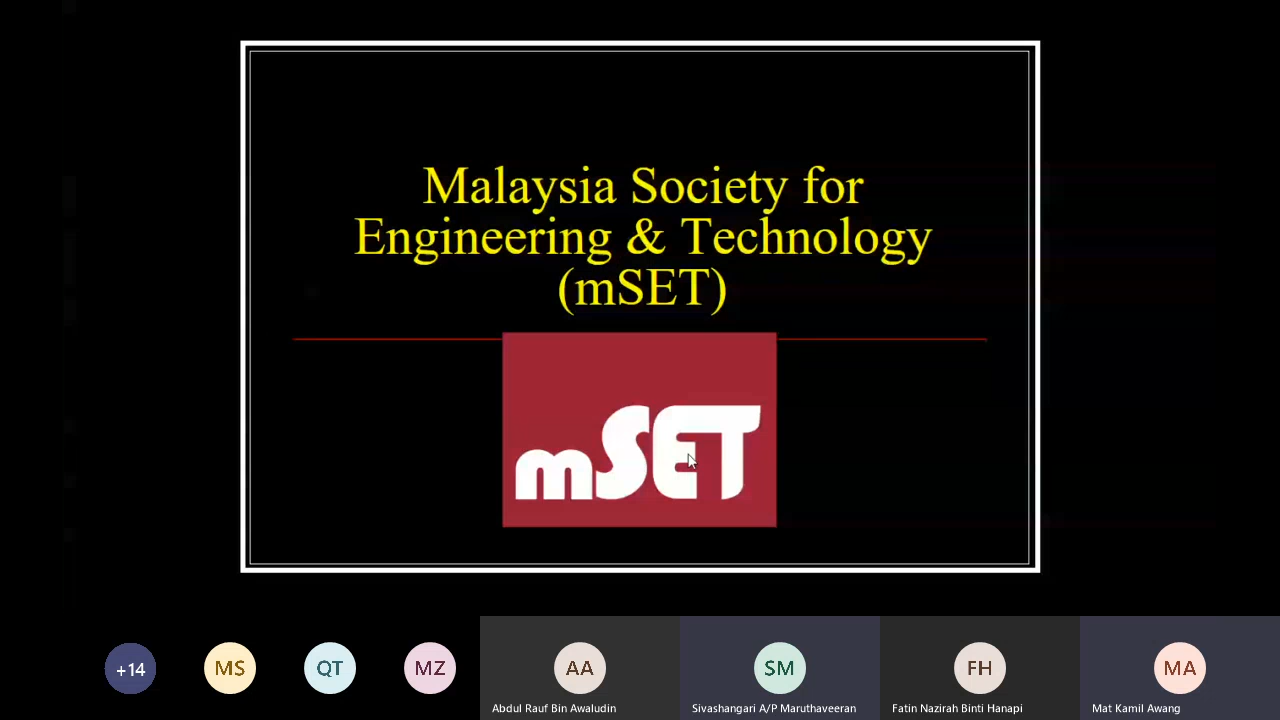 Malaysia Society for
Engineering & Technology
(mSET)
mSET
+14
MS
QT
MZ
AA
SM
FH
MA
Abdul Rauf Bin Awaludin
Sivashangari A/P Maruthaveeran
Fatin Nazirah Binti Hanapi
Mat Kamil Awang